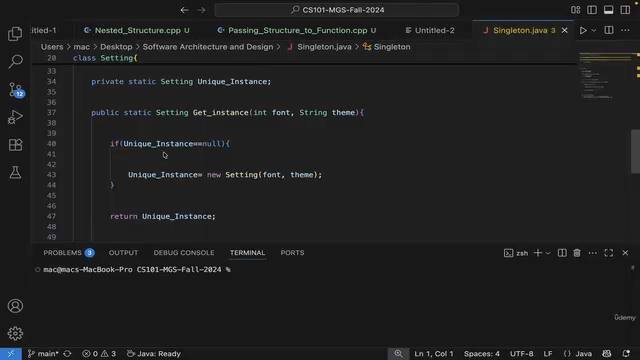 CS101-MGS-Fall-2024
ntitled-1
Nested_Structure.cpp
Passing_Structure_to_Function.cpp
Untitled-2
Singleton.java 3
Users > mac > Desktop > Software Architecture and Design > Singleton.java > Singleton
20 class Setting{
33
34 private static Setting Unique_Instance;
35
36
37 public static Setting Get_instance(int font, String theme){
38
39
40 if(Unique_Instance==null){
41
42
43 Unique_Instance= new Setting(font, theme);
44 }
45
46
47 return Unique_Instance;
48
49
12
PROBLEMS 3 OUTPUT DEBUG CONSOLE TERMINAL PORTS
zsh
mac@macs-MacBook-Pro CS101-MGS-Fall-2024 %
Udemy
main* 0 3 Java: Ready Ln 1, Col 1 Spaces: 4 UTF-8 LF {} Java